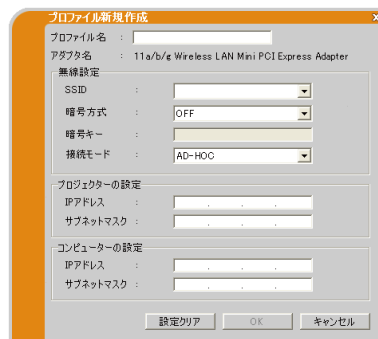 プロファイル新規作成
プロファイル名 :
アダプタ名 : 11a/b/g Wireless LAN Mini PCI Express Adapter
無線設定
SSID :
暗号方式 : OFF
暗号キー :
接続モード : AD-HOC
プロジェクターの設定
IPアドレス : . . .
サブネットマスク : . . .
コンピューターの設定
IPアドレス : . . .
サブネットマスク : . . .
設定クリア OK キャンセル